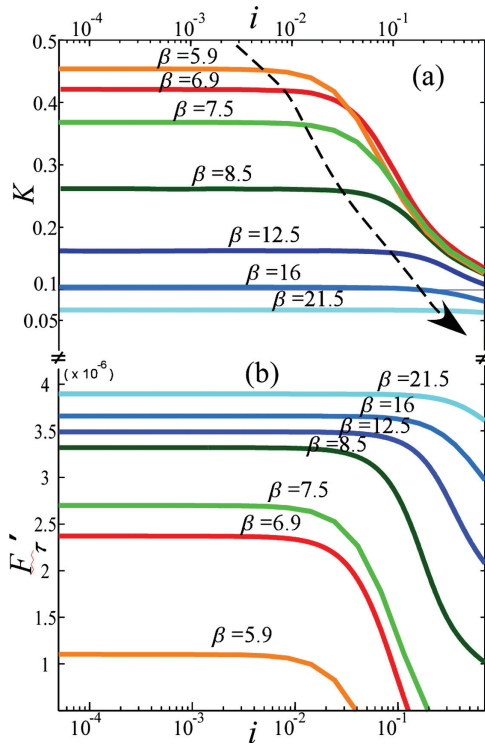 i
10⁻⁴ 10⁻³ 10⁻² 10⁻¹
0.5
(a)
β =5.9
β =6.9
0.4
β =7.5
0.3
K
β =8.5
0.2
β =12.5
0.1
β =16
0.05
β =21.5
≠ ≠
(x 10⁻⁶)
(b)
4
β =21.5
β =16
3.5
β =12.5
β =8.5
3
β =7.5
2.5
β =6.9
F τ ′
2
1.5
β =5.9
1
10⁻⁴ 10⁻³ 10⁻² 10⁻¹
i